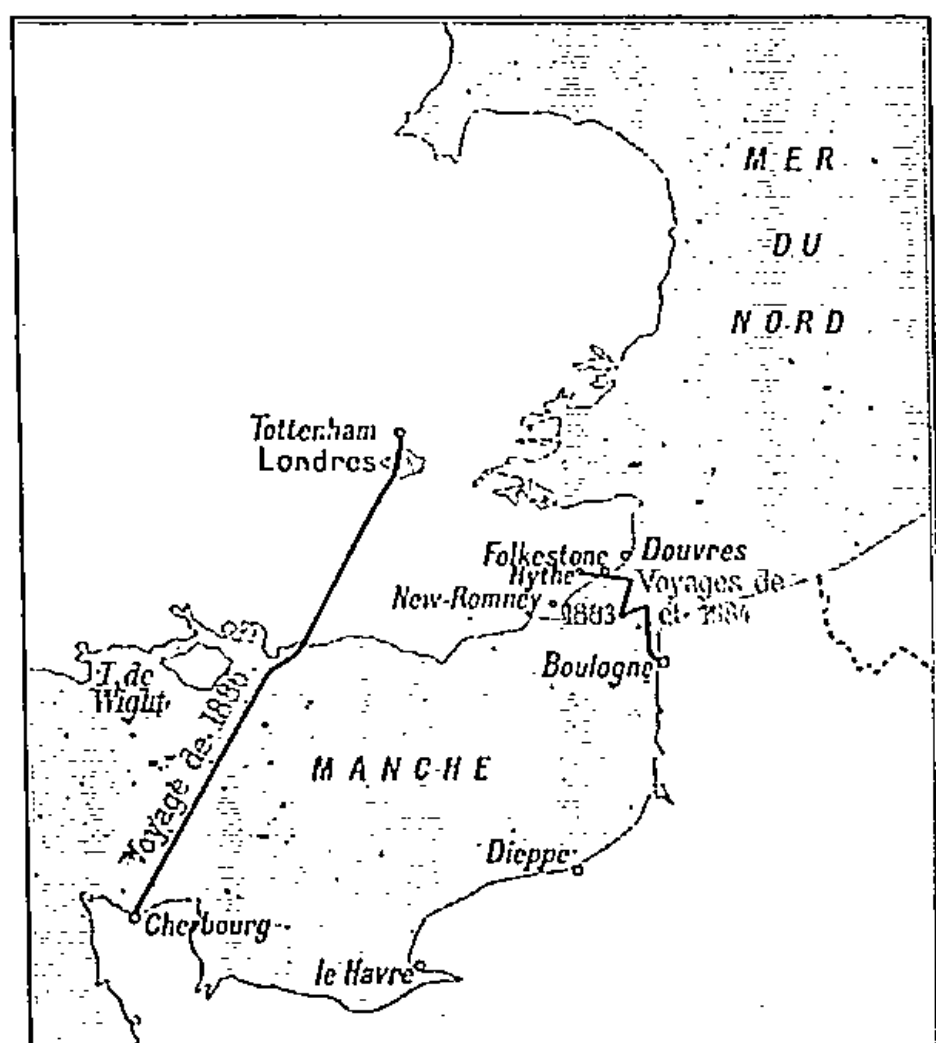 MER
DU
NORD
Tottenham
Londres
Folkestone
Douvres
Hythe
Voyages de
New-Romney
1883
et 1884
I. de
Wight
Boulogne
Voyage de 1886
MANCHE
Dieppe
Cherbourg
le Havre